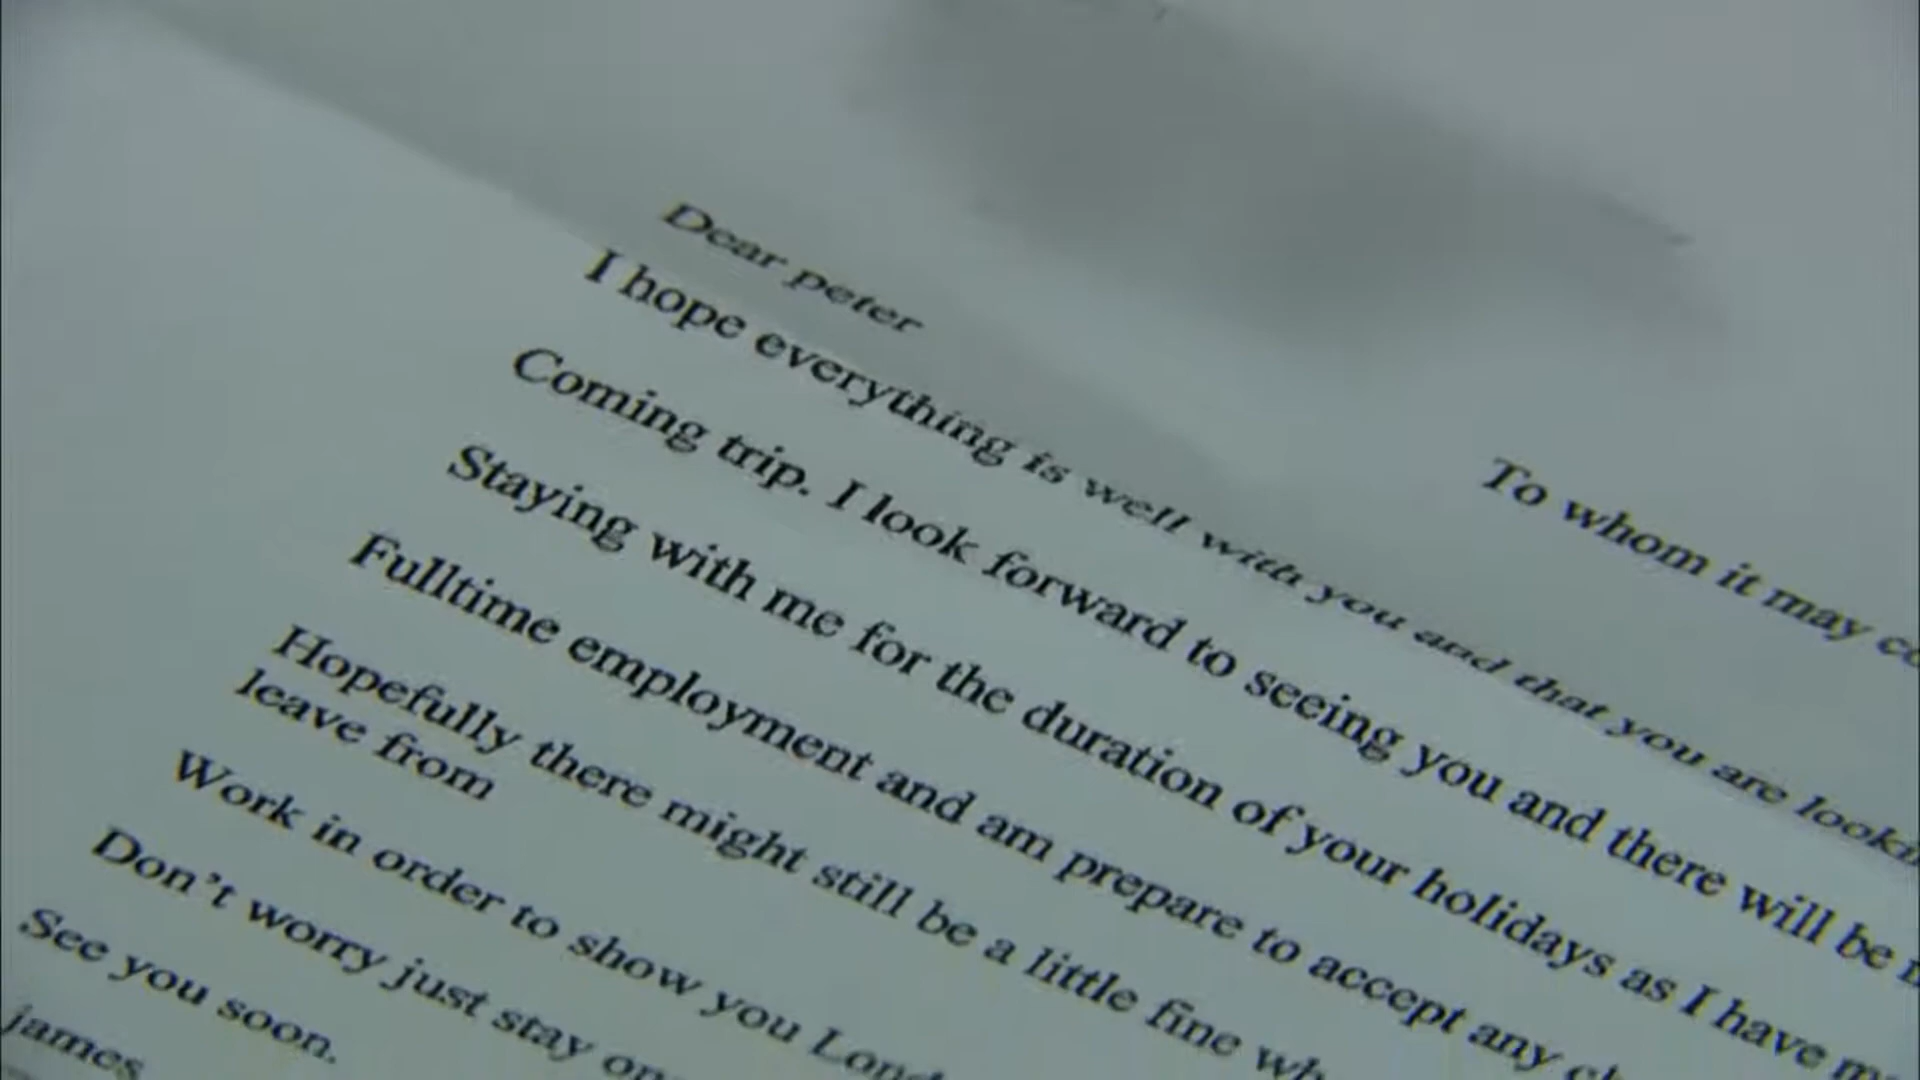 To whom it may
Dear peter
I hope everything is well with you and that you are
Coming trip. I look forward to seeing you and there will be
Staying with me for the duration of your holidays as I have
Fulltime employment and am prepare to accept any
Hopefully there might still be a little fine
leave from
Work in order to show you
Don't worry just stay
See you soon.
james